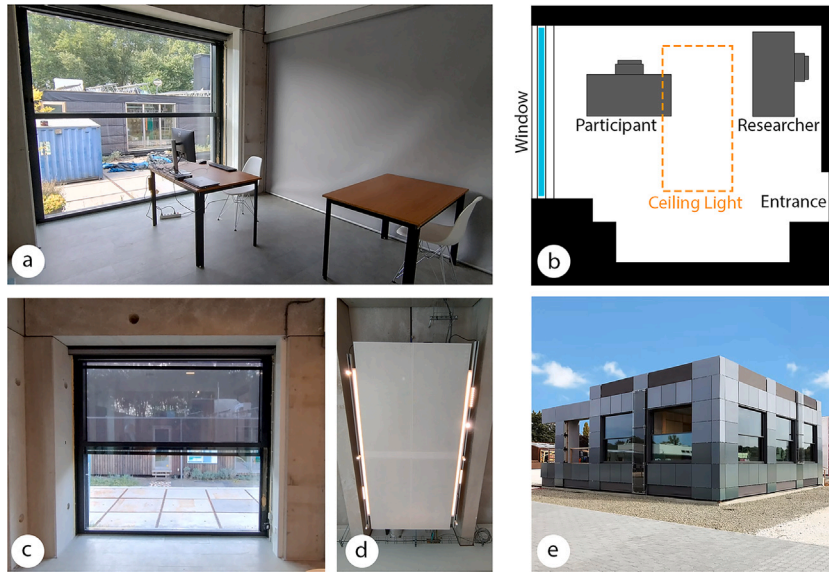 a
Window
Participant
Researcher
Ceiling Light
Entrance
b
c
d
e